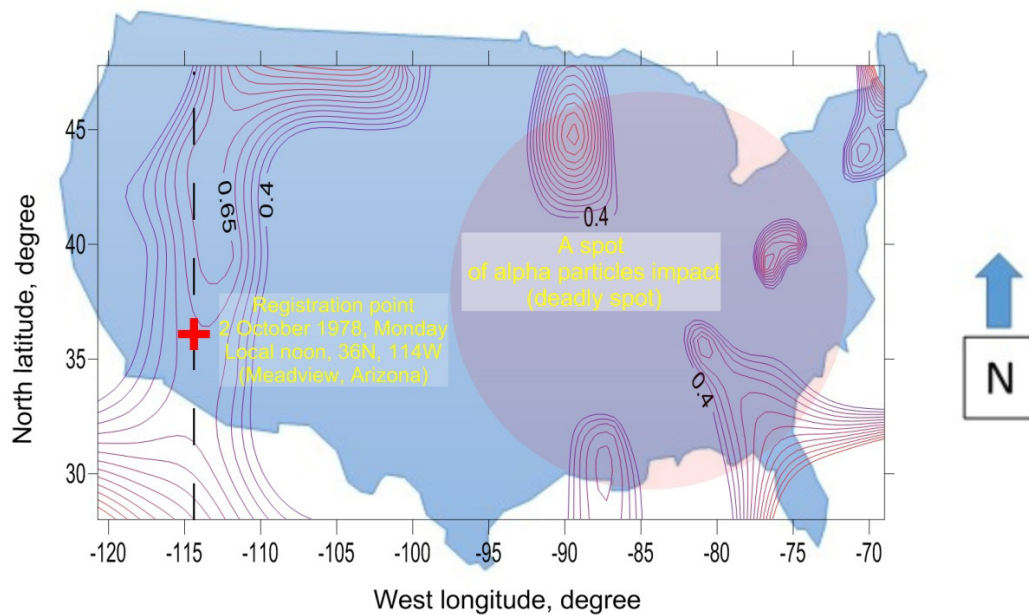 45
40
35
30
North latitude, degree
0.65
0.4
0.4
A spot
of alpha particles impact
(deadly spot)
Registration point
2 October 1978, Monday
Local noon, 36N, 114W
(Meadview, Arizona)
0.4
N
-120 -115 -110 -105 -100 -95 -90 -85 -80 -75 -70
West longitude, degree